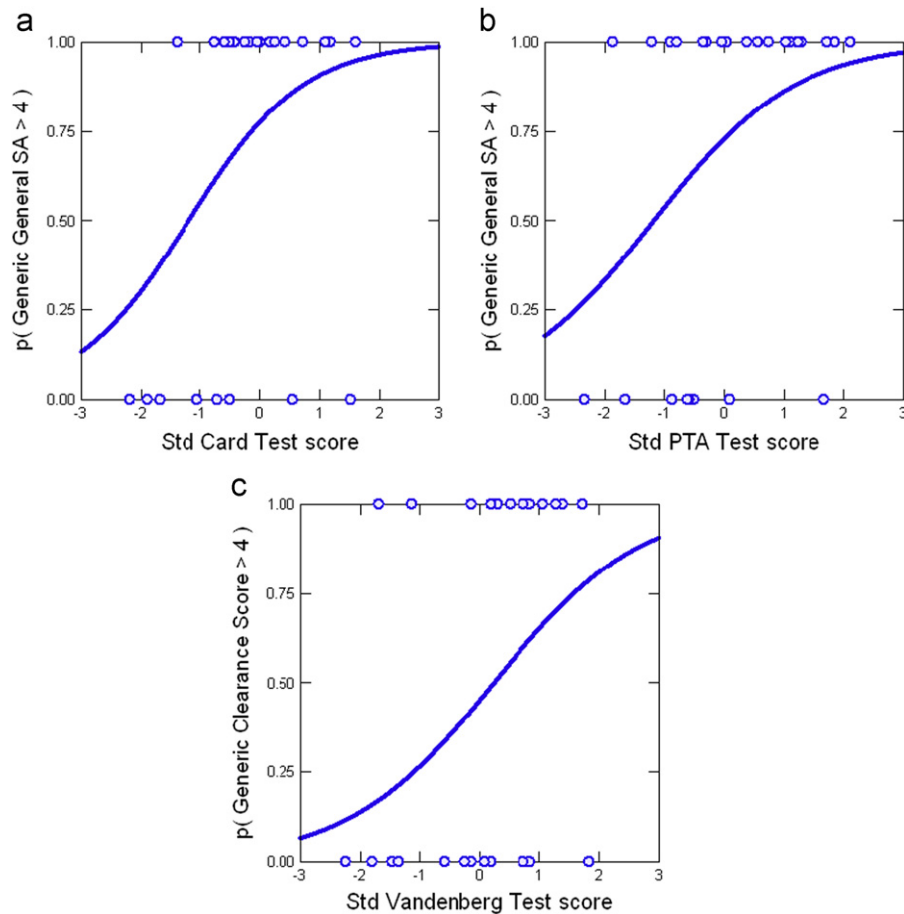 a
1.00
0.75
0.50
0.25
0.00
-3 -2 -1 0 1 2 3
p( Generic General SA > 4 )
Std Card Test score
b
1.00
0.75
0.50
0.25
0.00
-3 -2 -1 0 1 2 3
p( Generic General SA > 4 )
Std PTA Test score
c
1.00
0.75
0.50
0.25
0.00
-3 -2 -1 0 1 2 3
p( Generic Clearance Score > 4 )
Std Vandenberg Test score